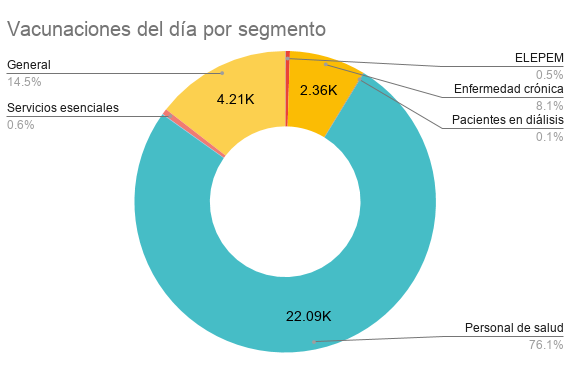 Vacunaciones del día por segmento
General
14.5%
Servicios esenciales
0.6%
4.21K
2.36K
ELEPEM
0.5%
Enfermedad crónica
8.1%
Pacientes en diálisis
0.1%
22.09K
Personal de salud
76.1%